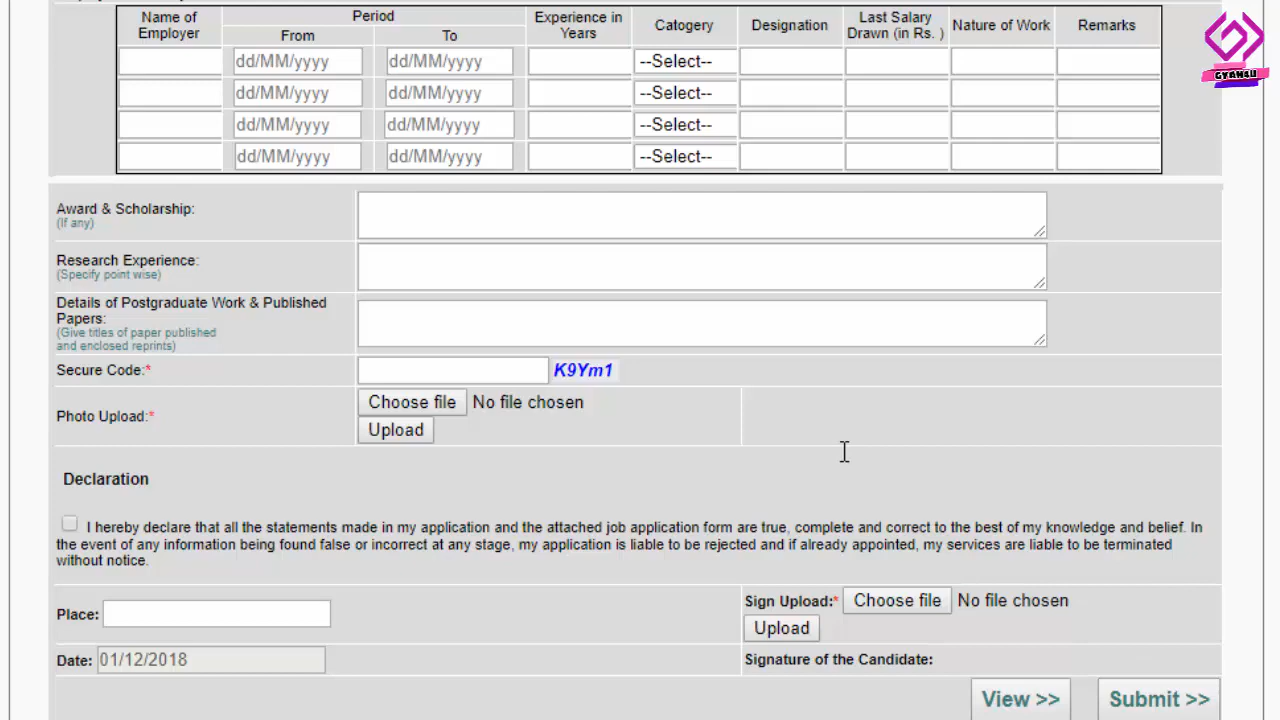 Name of Employer Period Experience in Years Catogery Designation Last Salary Drawn (in Rs. ) Nature of Work Remarks
From To
dd/MM/yyyy dd/MM/yyyy --Select--
dd/MM/yyyy dd/MM/yyyy --Select--
dd/MM/yyyy dd/MM/yyyy --Select--
dd/MM/yyyy dd/MM/yyyy --Select--
GYAN4U
Award & Scholarship:
(If any)
Research Experience:
(Specify point wise)
Details of Postgraduate Work & Published
Papers:
(Give titles of paper published
and enclosed reprints)
Secure Code:* K9Ym1
Photo Upload:* Choose file No file chosen
Upload
Declaration
I hereby declare that all the statements made in my application and the attached job application form are true, complete and correct to the best of my knowledge and belief. In
the event of any information being found false or incorrect at any stage, my application is liable to be rejected and if already appointed, my services are liable to be terminated
without notice.
Place: Sign Upload:* Choose file No file chosen
Upload
Date: 01/12/2018 Signature of the Candidate:
View >> Submit >>